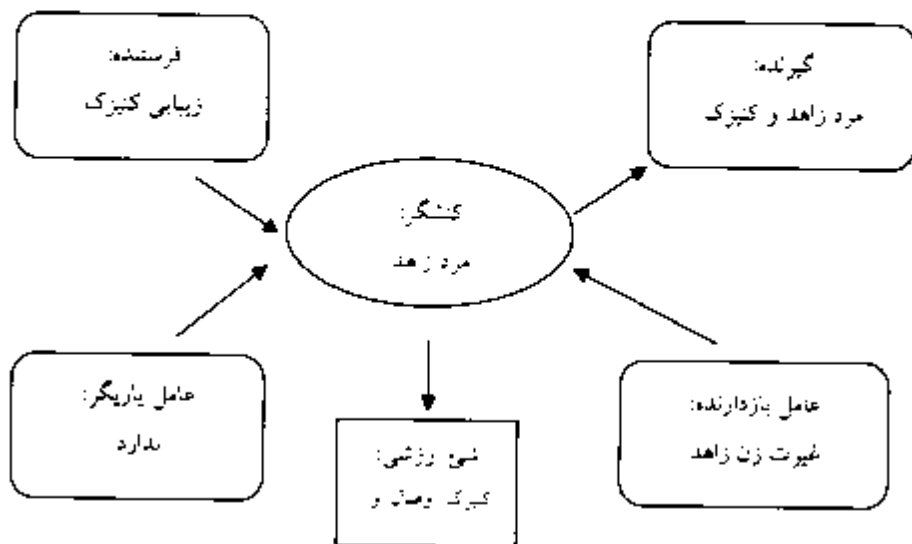 گیرنده:
مرد زاهد و کنیزک
فرستنده:
زیبایی کنیزک
کنشگر:
مرد زاهد
عامل بازدارنده:
غیرت زن زاهد
عامل یاریگر:
ندارد
شیء ارزشی:
وصال و